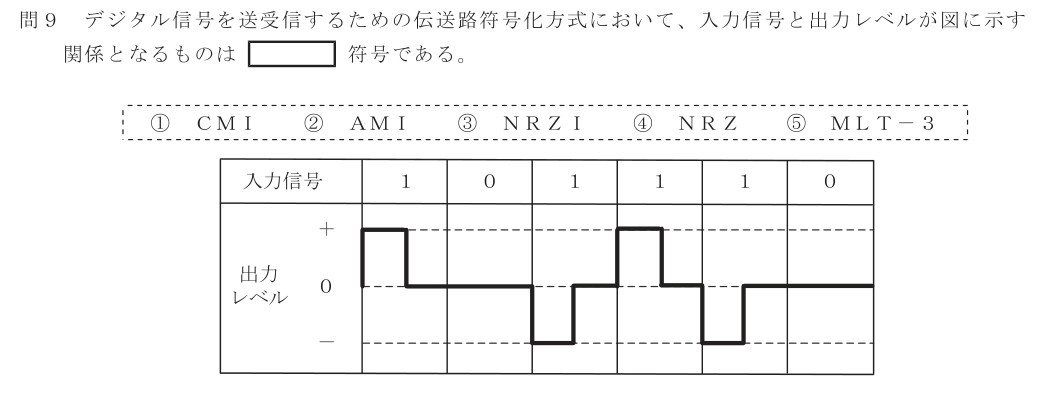 問９　デジタル信号を送受信するための伝送路符号化方式において、入力信号と出力レベルが図に示す
関係となるものは　　　　符号である。
①　ＣＭＩ　②　ＡＭＩ　③　ＮＲＺＩ　④　ＮＲＺ　⑤　ＭＬＴ－３
入力信号　１　０　１　１　１　０
＋
出力
レベル　０
－